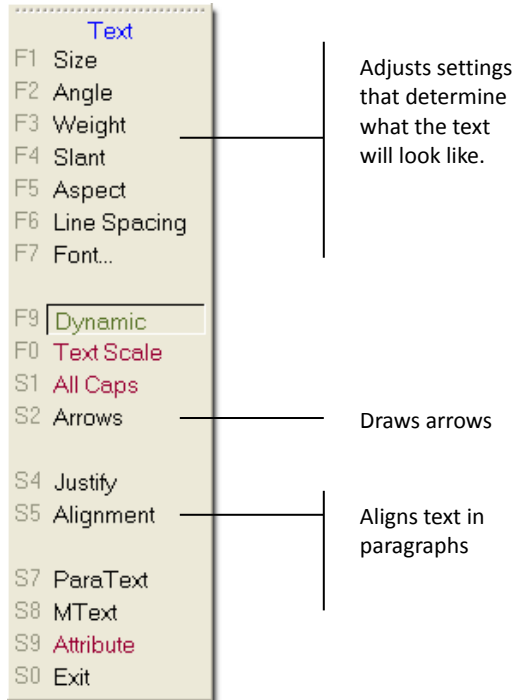 Text
F1 Size
F2 Angle
F3 Weight
F4 Slant
F5 Aspect
F6 Line Spacing
F7 Font...
F9 Dynamic
F0 Text Scale
S1 All Caps
S2 Arrows
S4 Justify
S5 Alignment
S7 ParaText
S8 MText
S9 Attribute
S0 Exit
Adjusts settings
that determine
what the text
will look like.
Draws arrows
Aligns text in
paragraphs